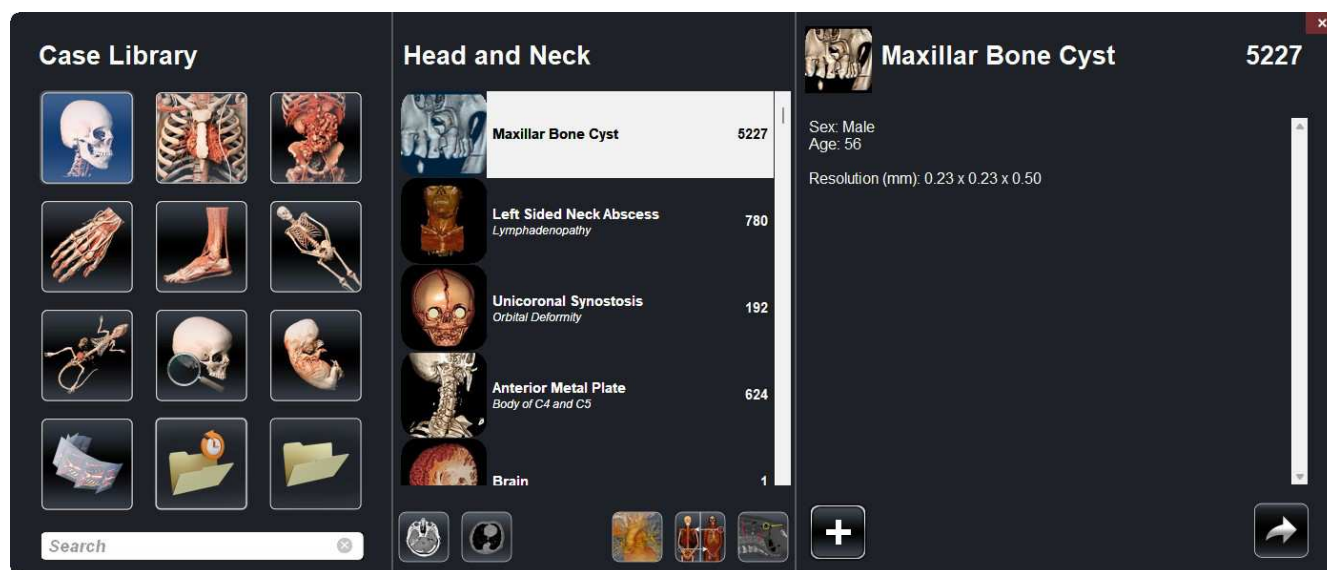 Case Library
Search
Head and Neck
Maxillar Bone Cyst 5227
Left Sided Neck Abscess 780
Lymphadenopathy
Unicoronal Synostosis 192
Orbital Deformity
Anterior Metal Plate 624
Body of C4 and C5
Brain 1
Maxillar Bone Cyst 5227
Sex: Male
Age: 56
Resolution (mm): 0.23 x 0.23 x 0.50